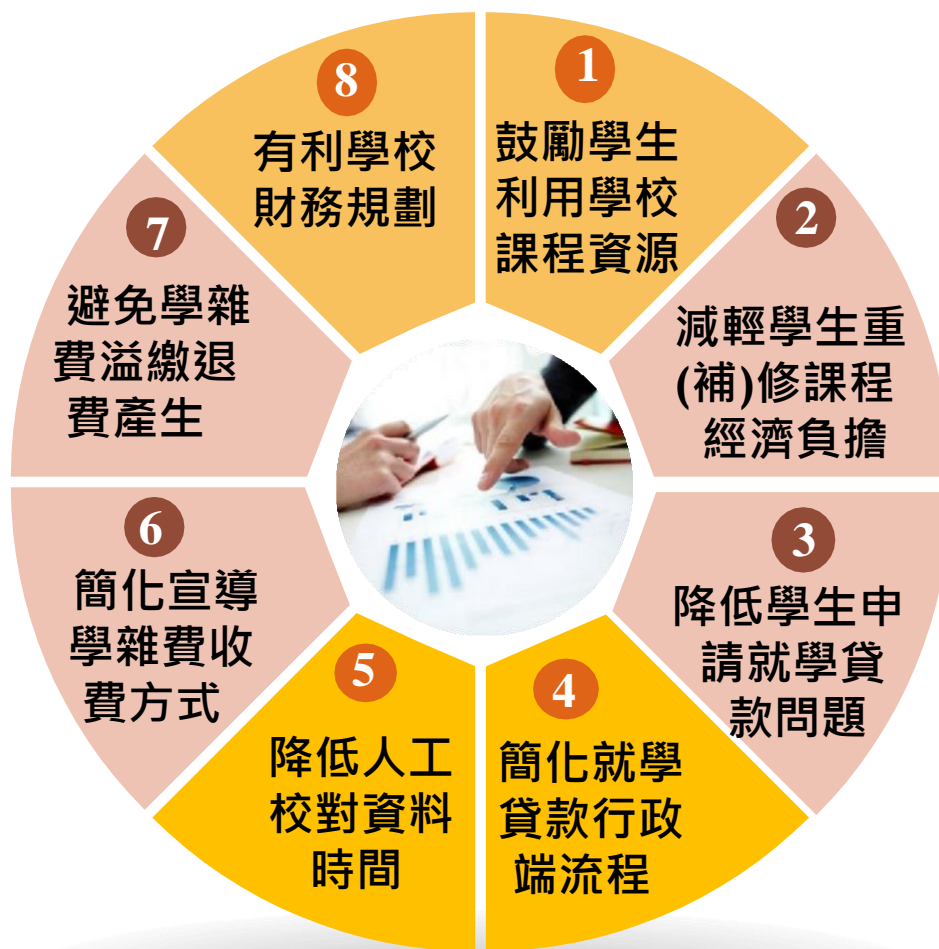 1
鼓勵學生
利用學校
課程資源
2
減輕學生重
(補)修課程
經濟負擔
3
降低學生申
請就學貸
款問題
4
簡化就學
貸款行政
端流程
5
降低人工
校對資料
時間
6
簡化宣導
學雜費收
費方式
7
避免學雜
費溢繳退
費產生
8
有利學校
財務規劃